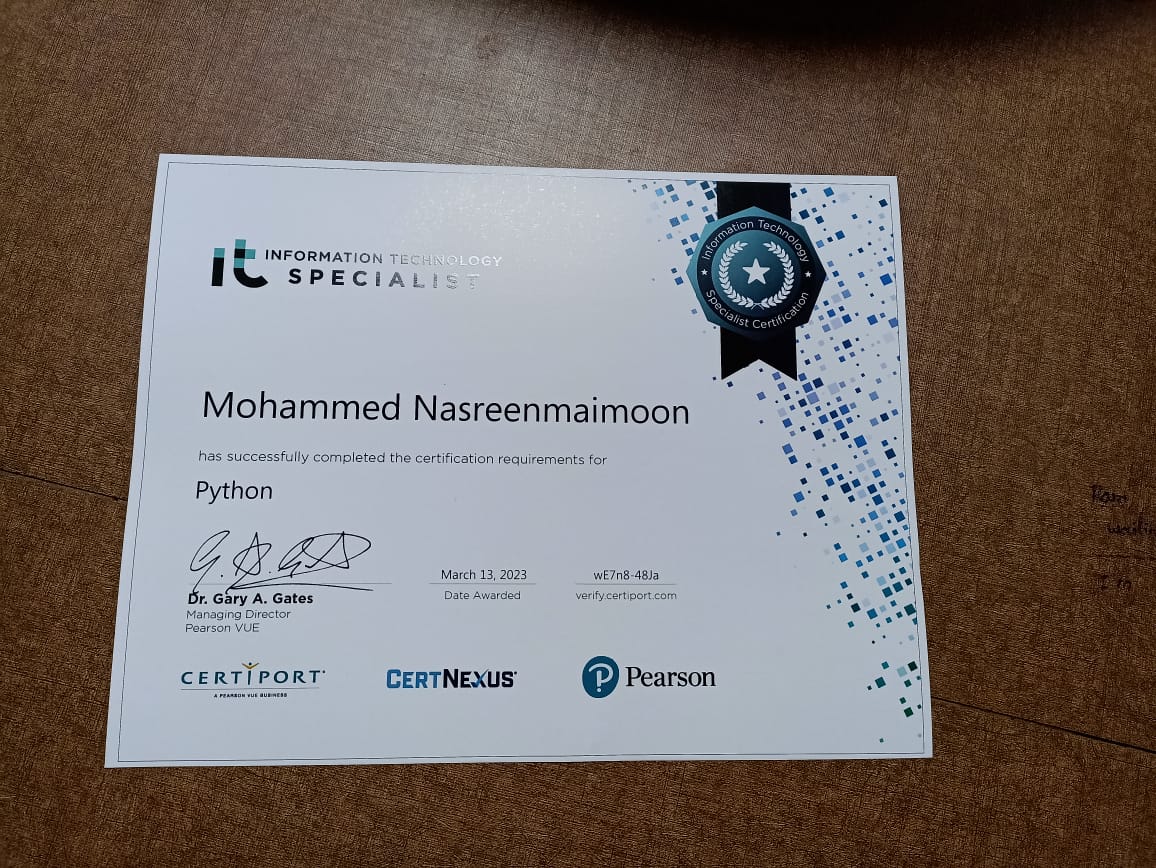 it INFORMATION TECHNOLOGY
SPECIALIST
Information Technology
Specialist Certification
Mohammed Nasreenmaimoon
has successfully completed the certification requirements for
Python
G. A. Gates
Dr. Gary A. Gates
Managing Director
Pearson VUE
March 13, 2023
Date Awarded
wE7n8-48Ja
verify.certiport.com
CERTIPORT
A PEARSON VUE BUSINESS
CERTNEXUS
P Pearson